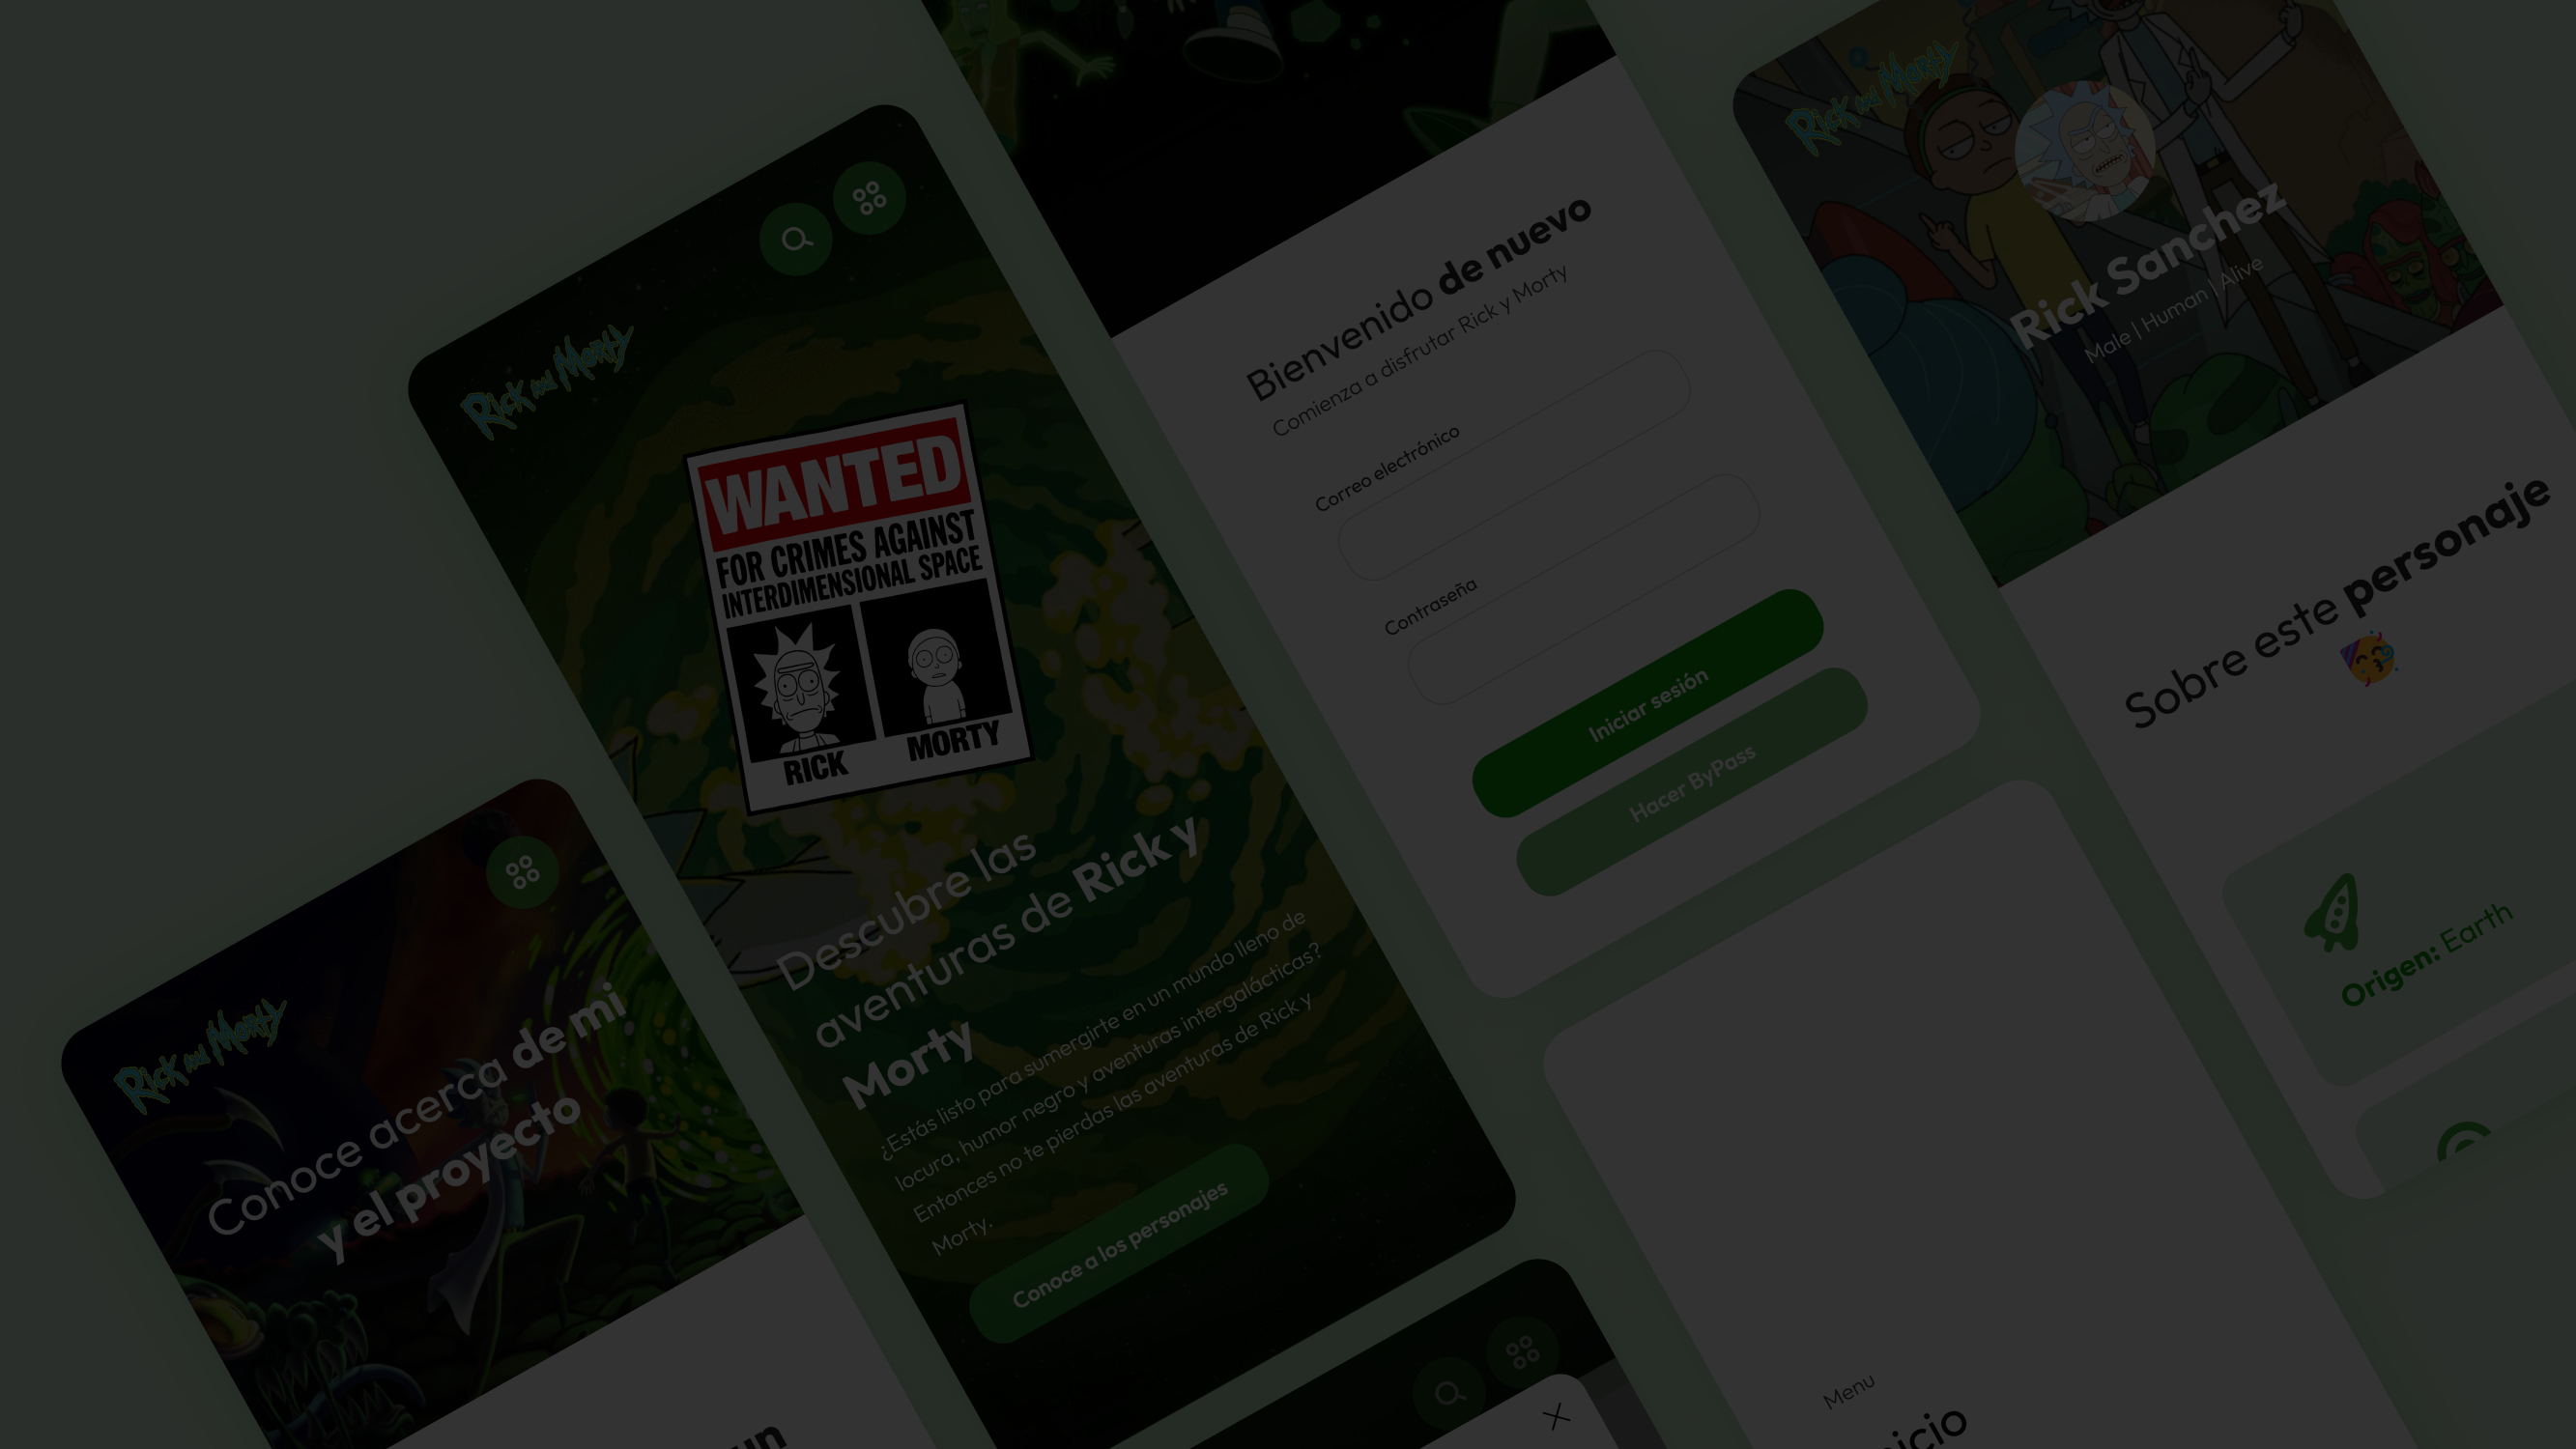 Rick and Morty
Conoce acerca de mi
y el proyecto
un
Rick and Morty
WANTED
FOR CRIMES AGAINST
INTERDIMENSIONAL SPACE
RICK
MORTY
Descubre las
aventuras de Rick y
Morty
¿Estás listo para sumergirte en un mundo lleno de
locura, humor negro y aventuras intergalácticas?
Entonces no te pierdas las aventuras de Rick y
Morty.
Conoce a los personajes
Bienvenido de nuevo
Comienza a disfrutar Rick y Morty
Correo electrónico
Contraseña
Iniciar sesión
Hacer ByPass
Menu
icio
Rick and Morty
Rick Sanchez
Male | Human | Alive
Sobre este personaje
Origen: Earth